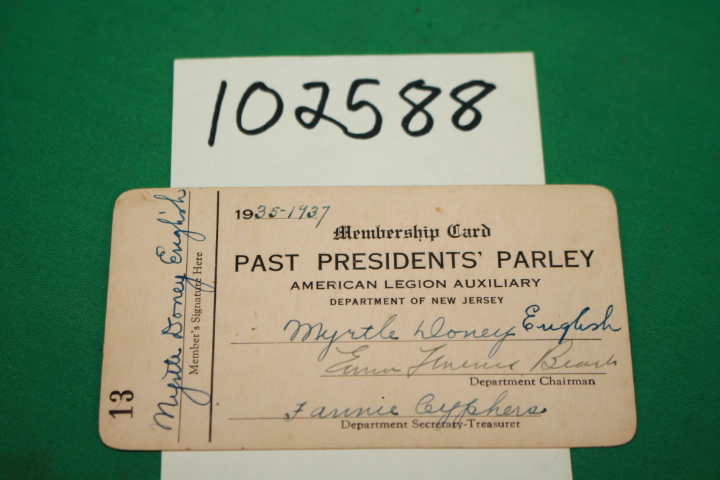 102588
1935-1937
Membership Card
PAST PRESIDENTS' PARLEY
AMERICAN LEGION AUXILIARY
DEPARTMENT OF NEW JERSEY
Myrtle Doney English
Department Chairman
Fannie Cyphers
Department Secretary-Treasurer
Myrtle Doney English
Member's Signature Here
13